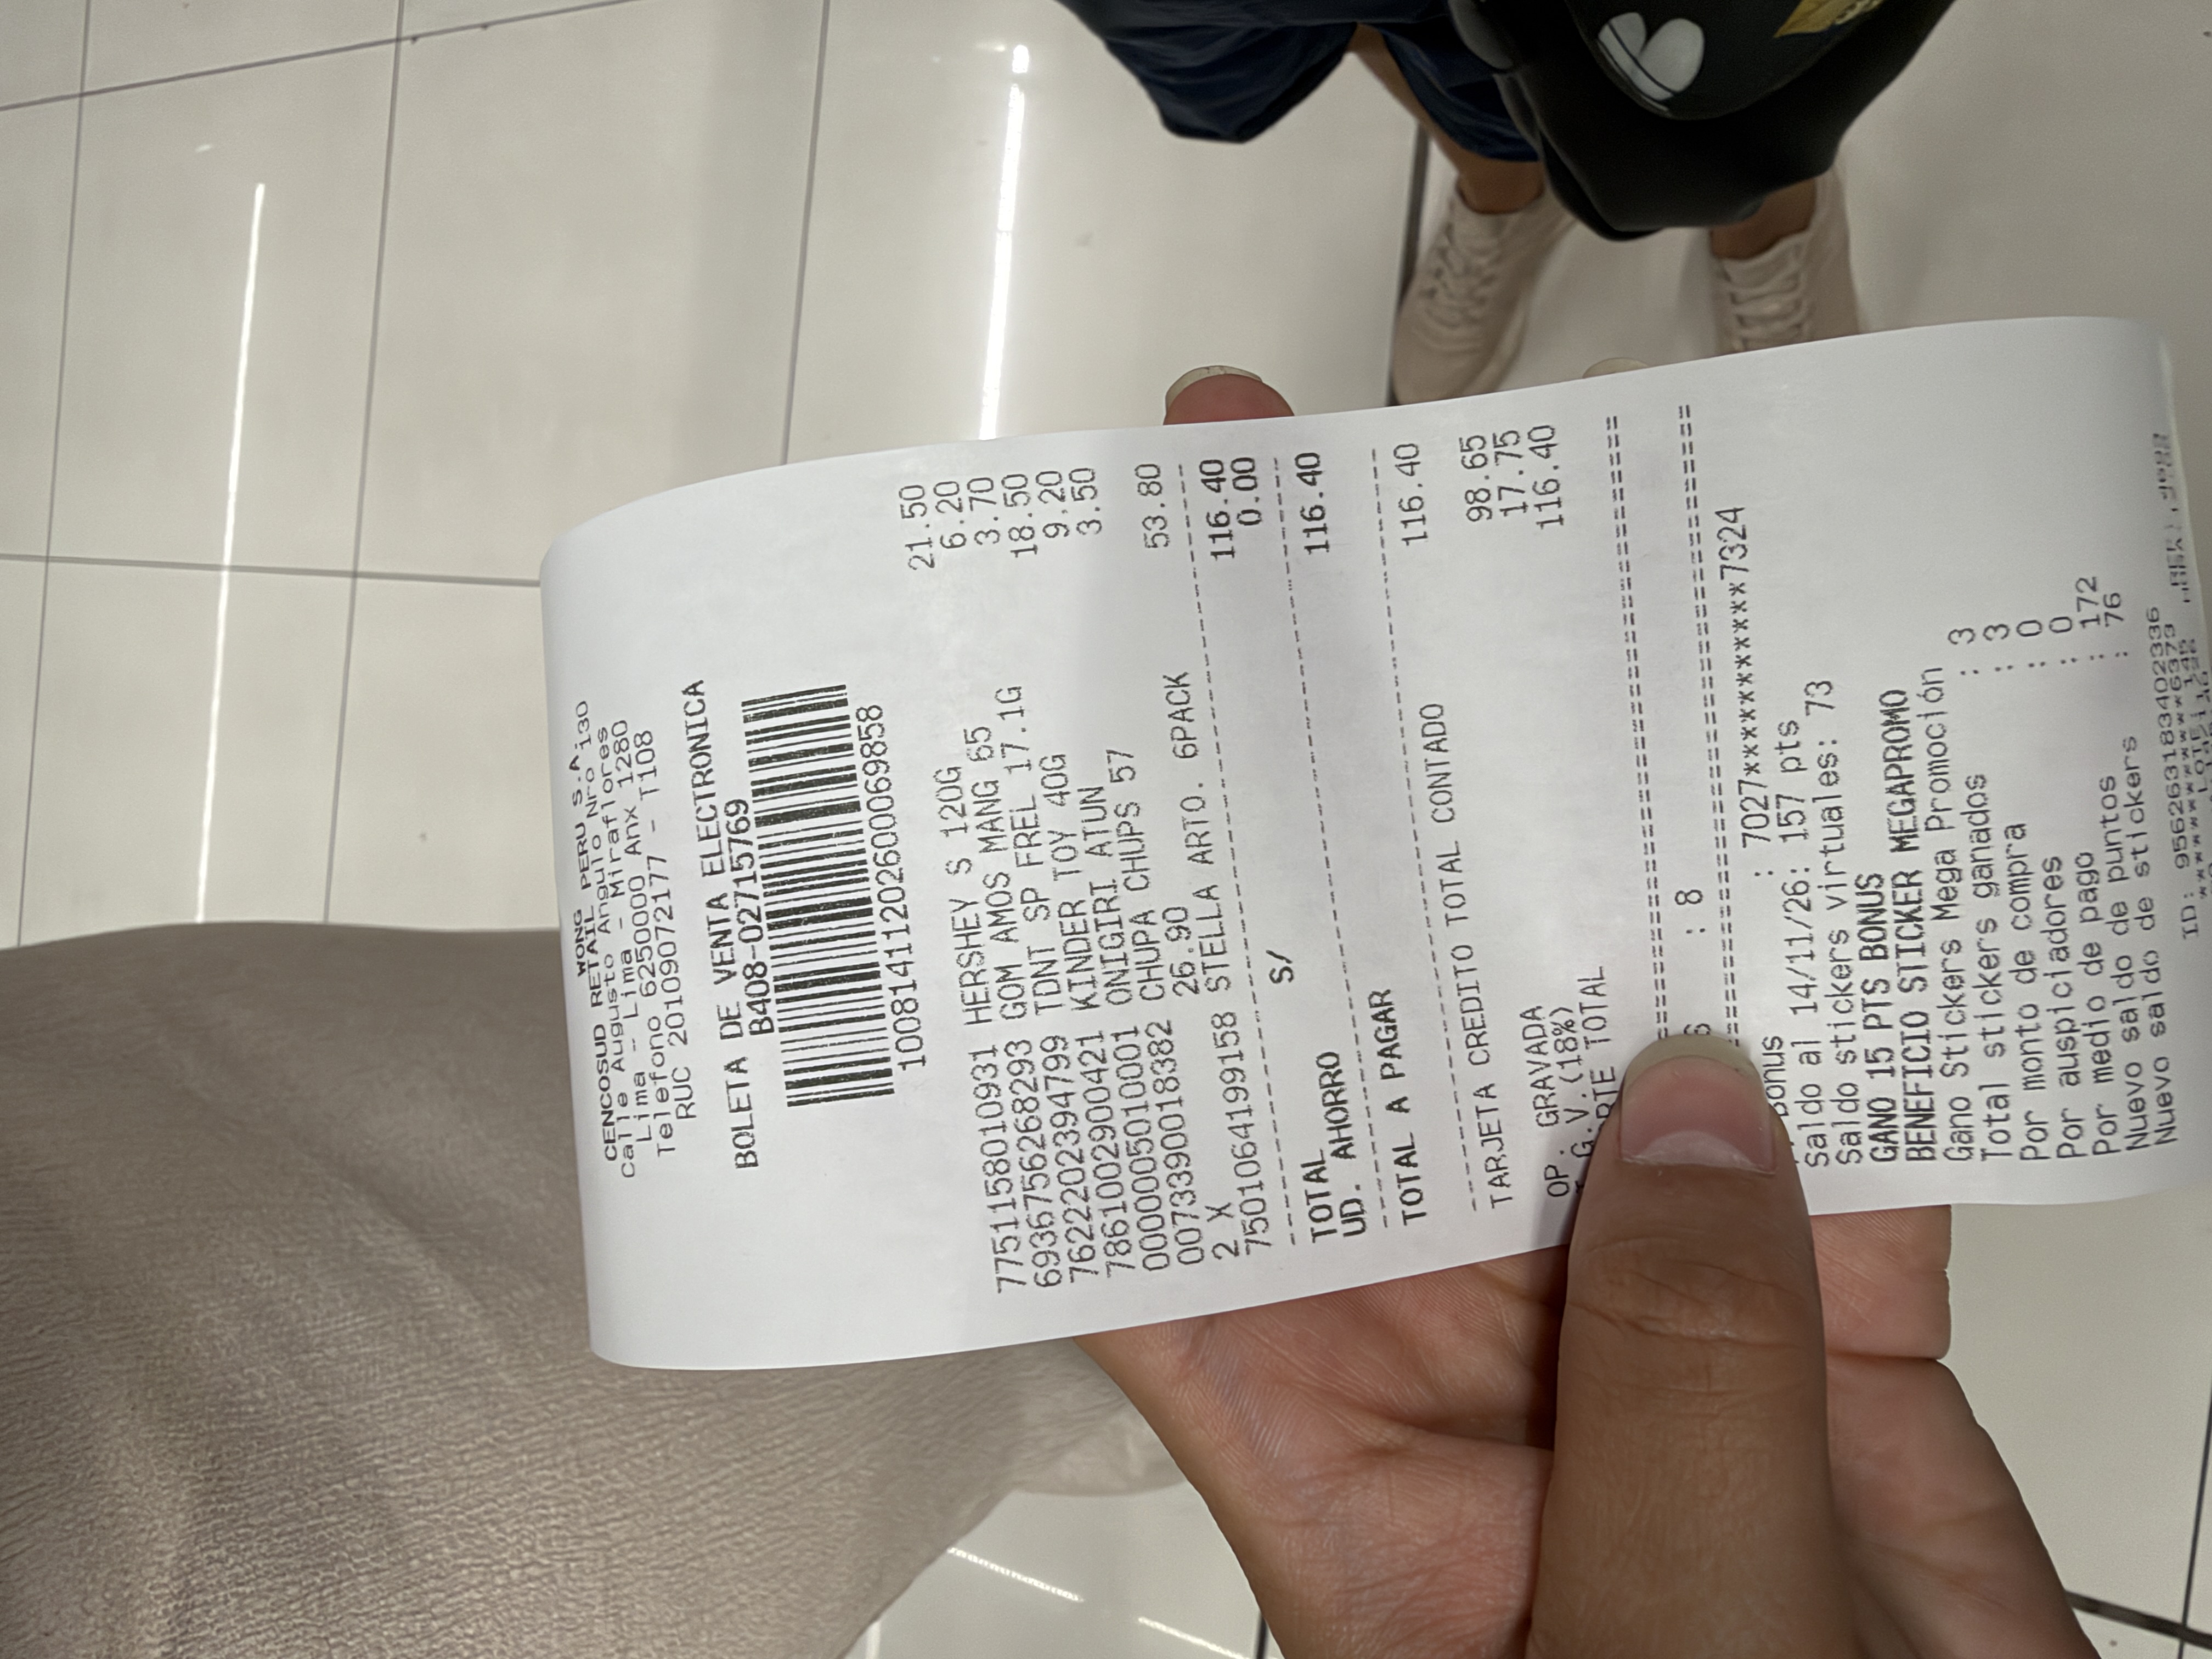 WONG
CENCOSUD RETAIL PERU S.A.
Calle Augusto Angulo Nro 130
Lima - Lima - Miraflores
Telefono 6250000 Anx 1280
RUC 20109072177 - T108
BOLETA DE VENTA ELECTRONICA
B408-02715769
10081411202600069858
7751158010931 HERSHEY S 120G 21.50
6936756268293 GOM AMOS MANG 65 6.20
7622202394799 TDNT SP FREL 17.1G 3.70
7861002900421 KINDER TOY 40G 18.50
0000005010001 ONIGIRI ATUN 9.20
0073390018382 CHUPA CHUPS 57 3.50
2 X 26.90
7501064199158 STELLA ARTO. 6PACK 53.80
TOTAL S/ 116.40
UD. AHORRO 0.00
TOTAL A PAGAR 116.40
TARJETA CREDITO TOTAL CONTADO 116.40
OP. GRAVADA 98.65
G.V.(18%) 17.75
RTE TOTAL 116.40
: 8
Bonus : 7027***********7324
Saldo al 14/11/26: 157 pts
Saldo stickers virtuales: 73
GANO 15 PTS BONUS
BENEFICIO STICKER MEGAPROMO
Gano Stickers Mega Promoción
Total stickers ganados : 3
Por monto de compra : 3
Por auspiciadores : 0
Por medio de pago : 0
Nuevo saldo de puntos : 172
Nuevo saldo de stickers : 76
ID: 956263183402336
***********6373
LOTE: 145